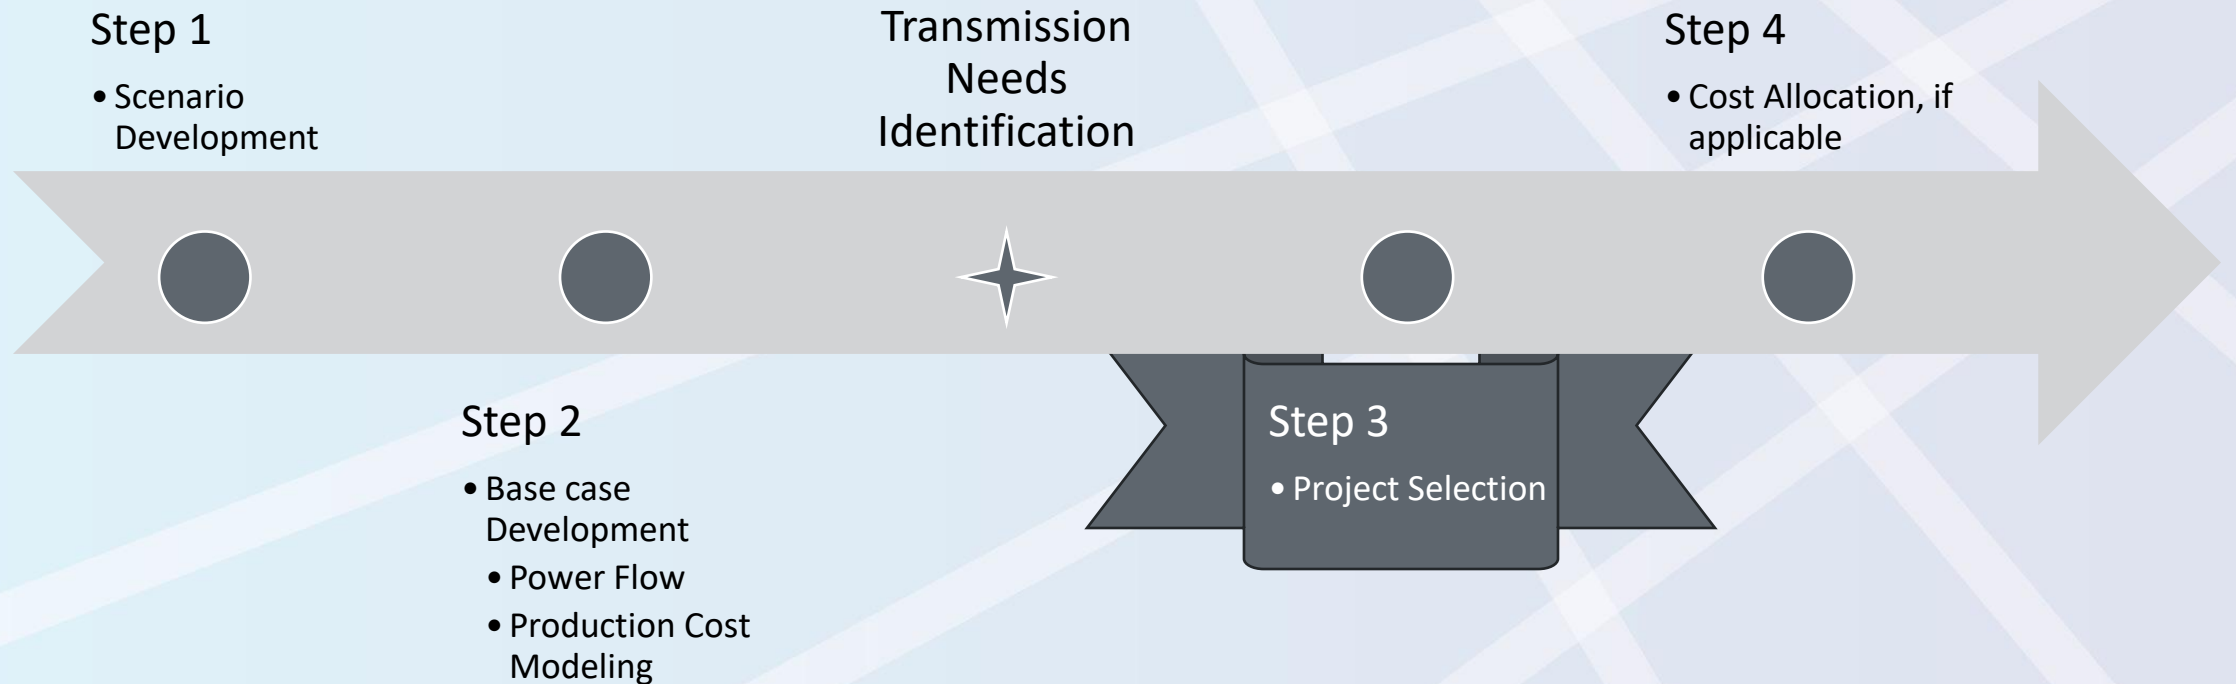 Step 1
• Scenario
Development
Step 2
• Base case
Development
• Power Flow
• Production Cost
Modeling
Transmission
Needs
Identification
Step 3
• Project Selection
Step 4
• Cost Allocation, if
applicable